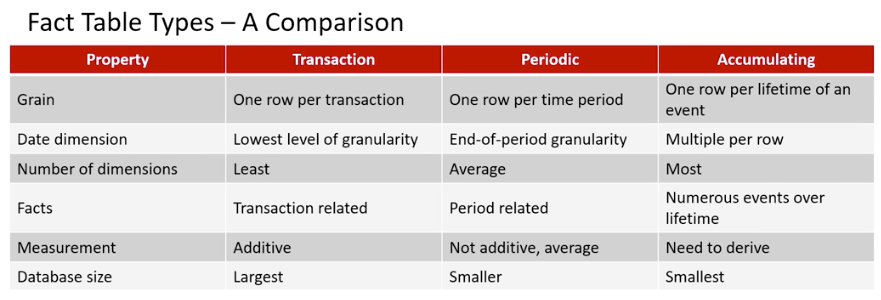 Fact Table Types – A Comparison
Property Transaction Periodic Accumulating
Grain One row per transaction One row per time period One row per lifetime of an event
Date dimension Lowest level of granularity End-of-period granularity Multiple per row
Number of dimensions Least Average Most
Facts Transaction related Period related Numerous events over lifetime
Measurement Additive Not additive, average Need to derive
Database size Largest Smaller Smallest